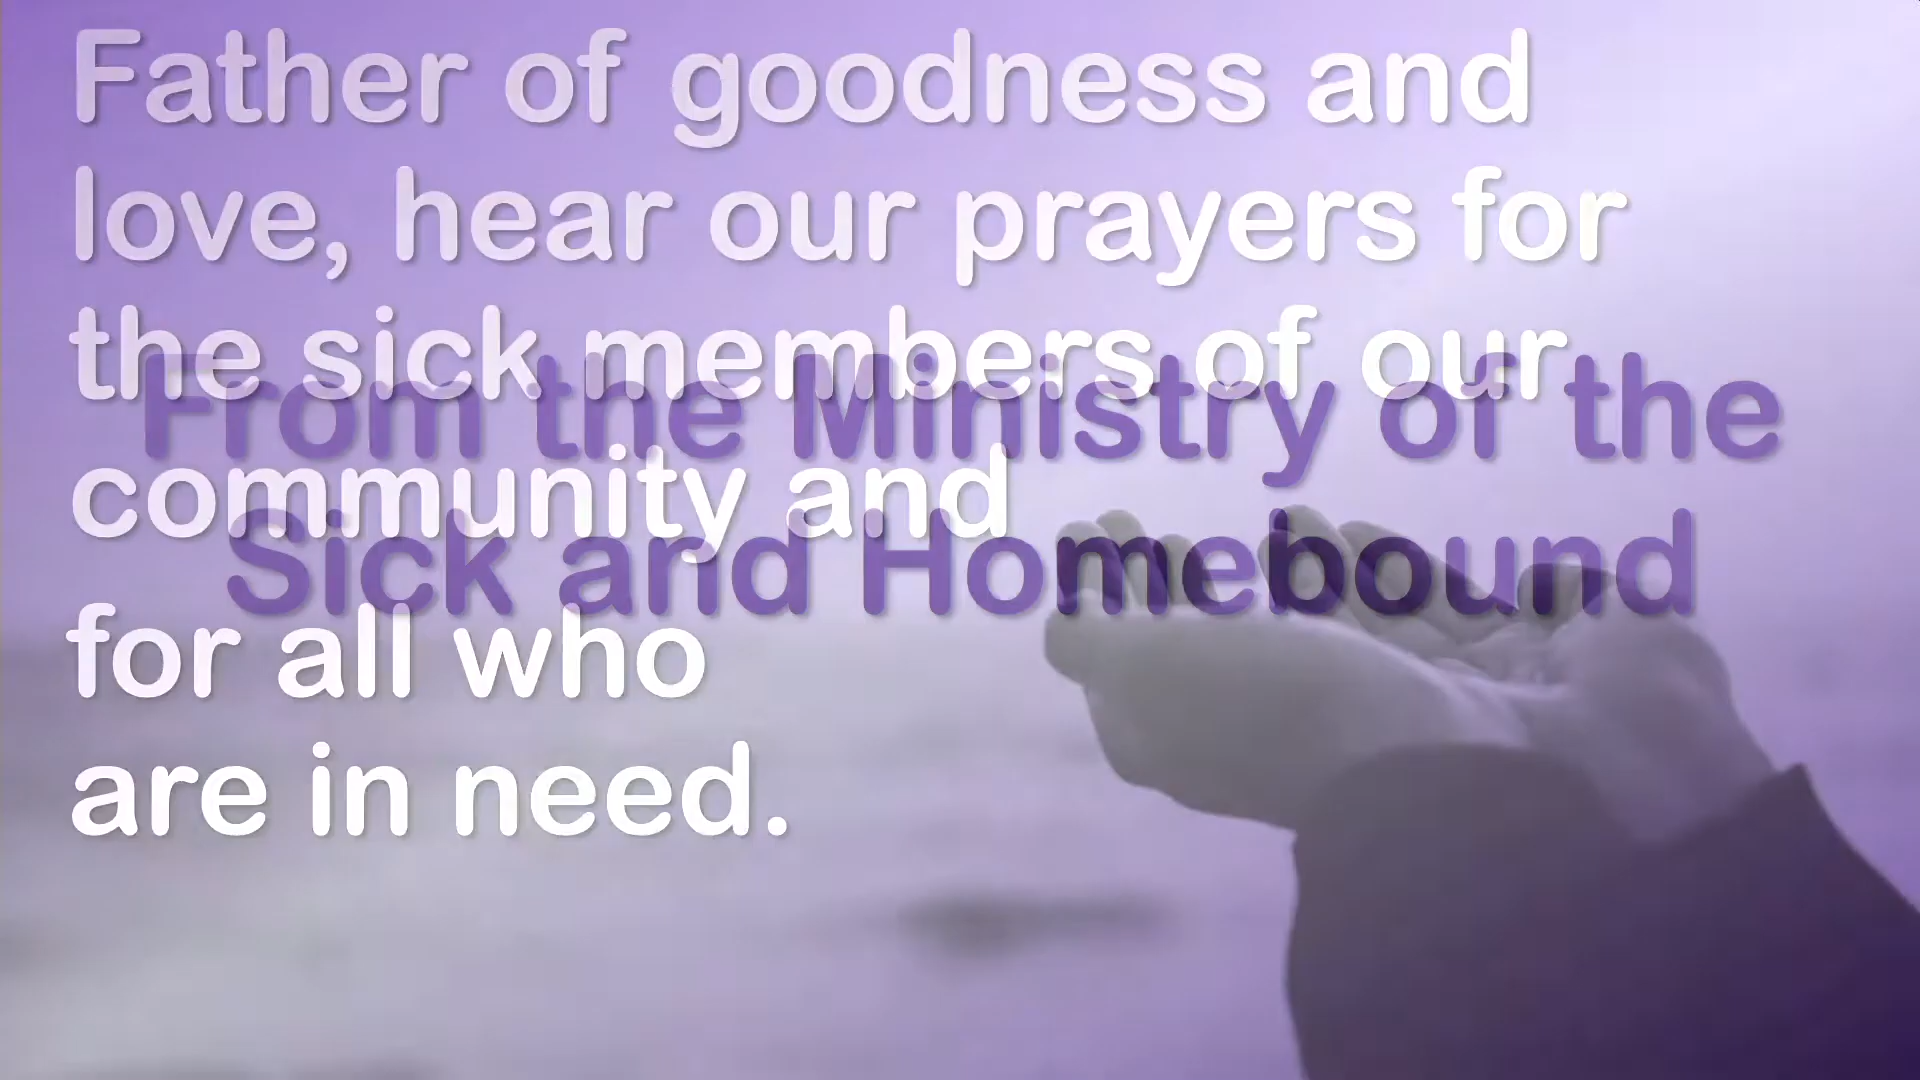 Father of goodness and
love, hear our prayers for
the sick members of our
community and
for all who
are in need.
From the Ministry of the
Sick and Homebound